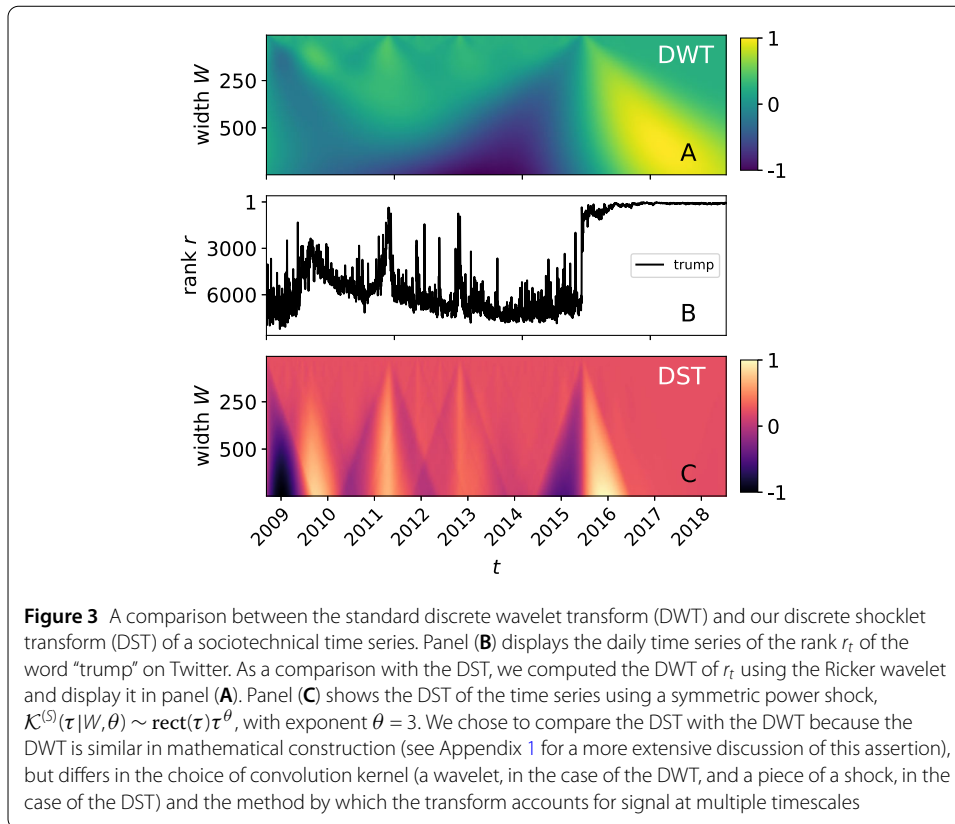 DWT
width W
250
500
A
1
0
-1
rank r
1
3000
6000
trump
B
DST
width W
250
500
C
1
0
-1
2009
2010
2011
2012
2013
2014
2015
2016
2017
2018
t
Figure 3 A comparison between the standard discrete wavelet transform (DWT) and our discrete shocklet
transform (DST) of a sociotechnical time series. Panel (B) displays the daily time series of the rank r_t of the
word “trump” on Twitter. As a comparison with the DST, we computed the DWT of r_t using the Ricker wavelet
and display it in panel (A). Panel (C) shows the DST of the time series using a symmetric power shock,
𝒦^(S)(τ|W,θ) ∼ rect(τ)τ^θ, with exponent θ = 3. We chose to compare the DST with the DWT because the
DWT is similar in mathematical construction (see Appendix 1 for a more extensive discussion of this assertion),
but differs in the choice of convolution kernel (a wavelet, in the case of the DWT, and a piece of a shock, in the
case of the DST) and the method by which the transform accounts for signal at multiple timescales